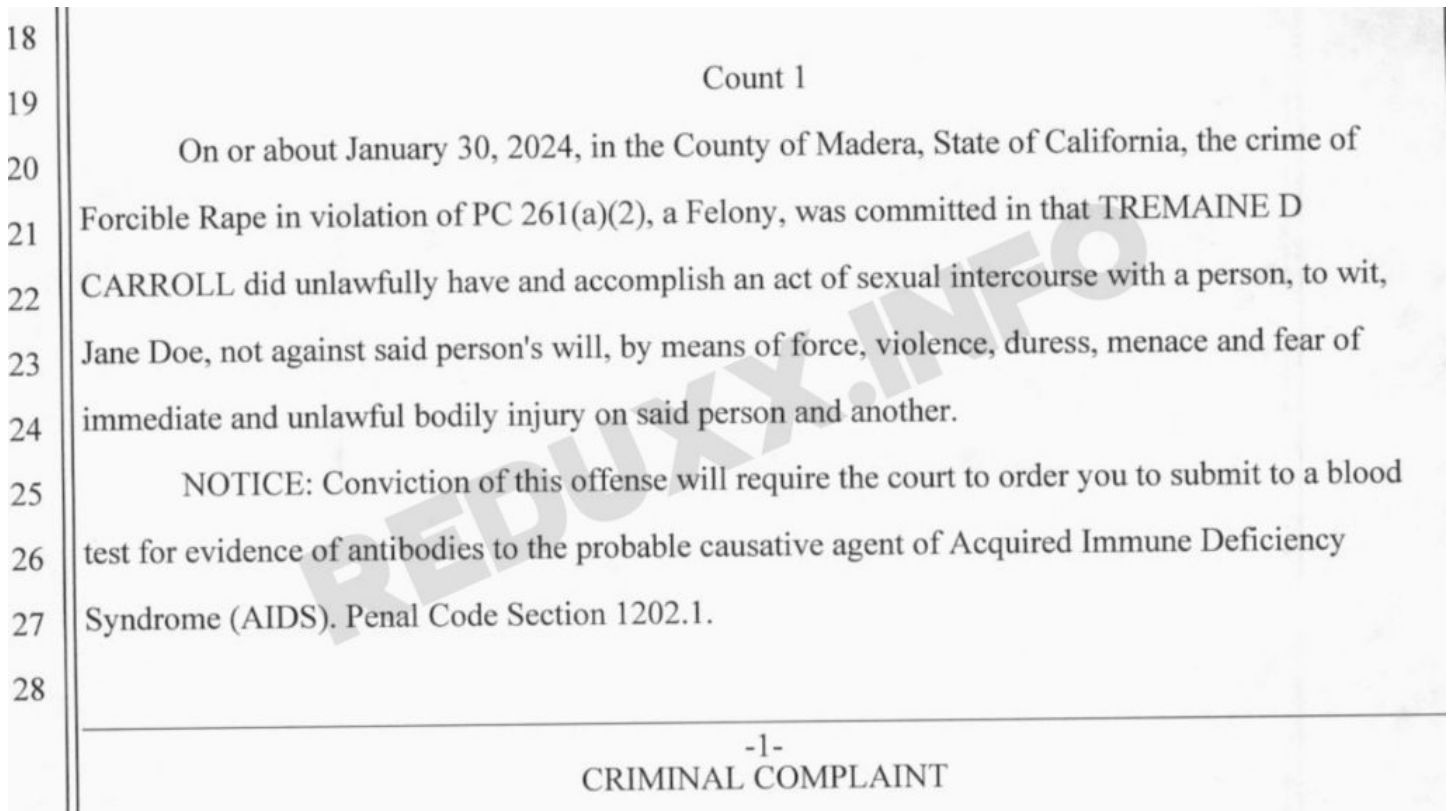 18
Count 1
19
20 On or about January 30, 2024, in the County of Madera, State of California, the crime of
21 Forcible Rape in violation of PC 261(a)(2), a Felony, was committed in that TREMAINE D
22 CARROLL did unlawfully have and accomplish an act of sexual intercourse with a person, to wit,
23 Jane Doe, not against said person's will, by means of force, violence, duress, menace and fear of
24 immediate and unlawful bodily injury on said person and another.
25 NOTICE: Conviction of this offense will require the court to order you to submit to a blood
26 test for evidence of antibodies to the probable causative agent of Acquired Immune Deficiency
27 Syndrome (AIDS). Penal Code Section 1202.1.
28
REDUXX.INFO
-1-
CRIMINAL COMPLAINT